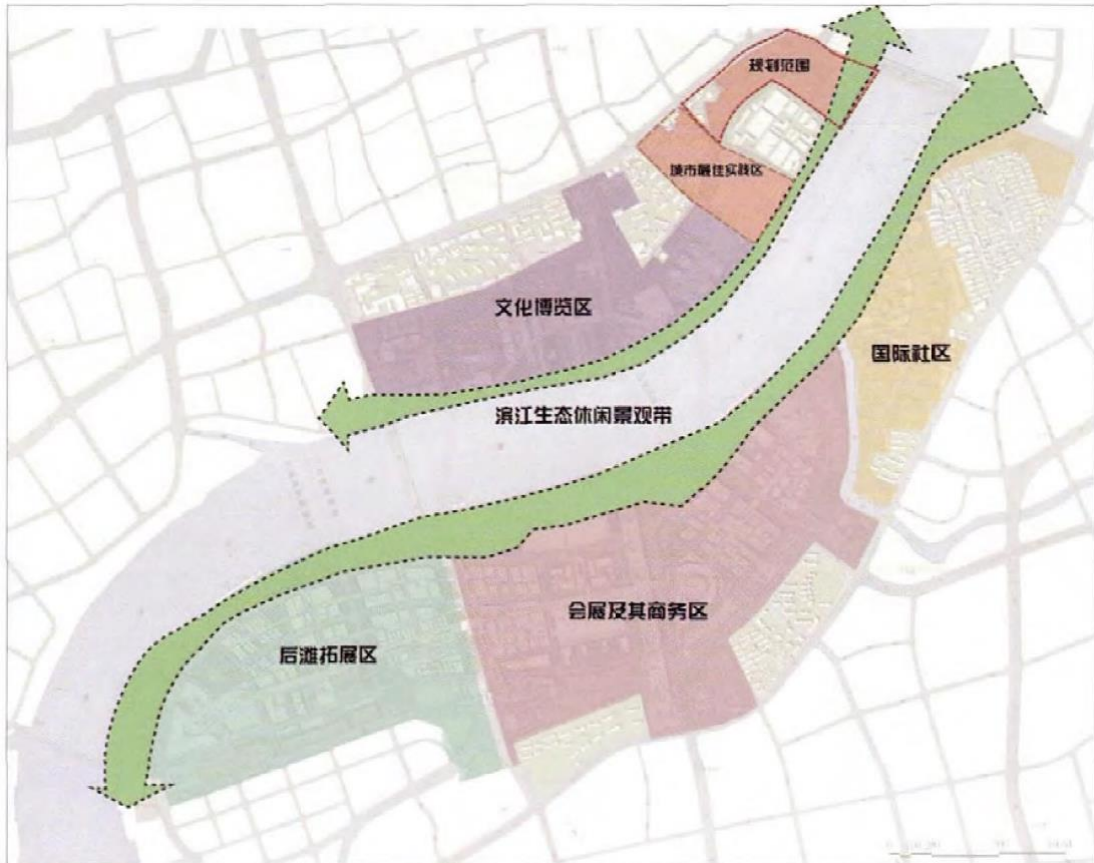 规划范围
城市最佳实践区
文化博览区
国际社区
滨江生态休闲景观带
会展及其商务区
后滩拓展区